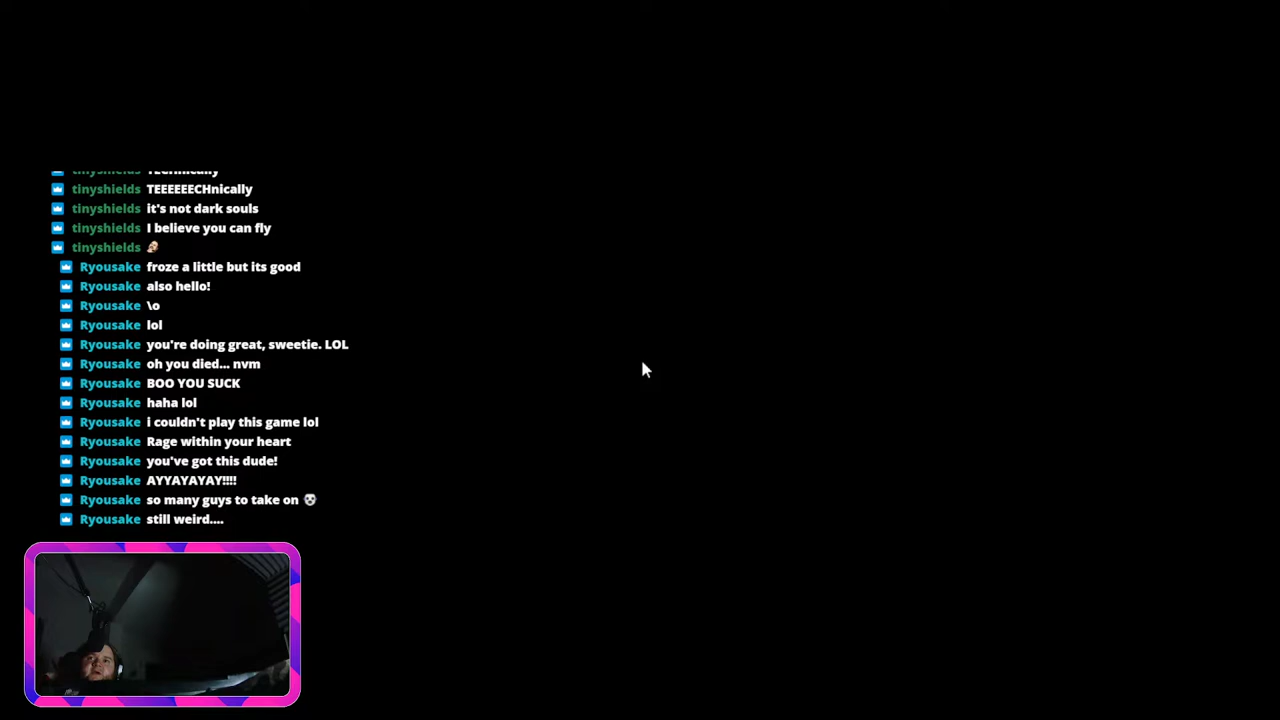 tinyshields TECHnically
tinyshields TEEEEEECHnically
tinyshields it's not dark souls
tinyshields I believe you can fly
tinyshields
Ryousake froze a little but its good
Ryousake also hello!
Ryousake \o
Ryousake lol
Ryousake you're doing great, sweetie. LOL
Ryousake oh you died... nvm
Ryousake BOO YOU SUCK
Ryousake haha lol
Ryousake i couldn't play this game lol
Ryousake Rage within your heart
Ryousake you've got this dude!
Ryousake AYYAYAYAY!!!!
Ryousake so many guys to take on
Ryousake still weird....